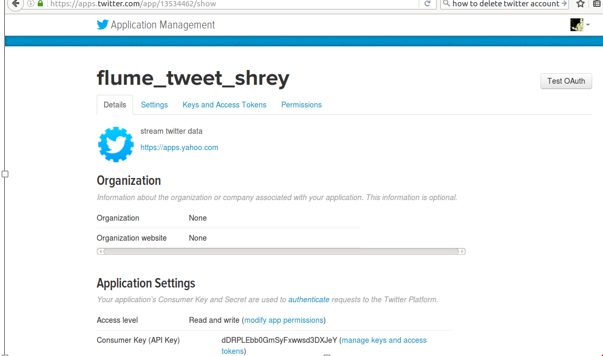 https://apps.twitter.com/app/13534462/show
how to delete twitter account
Application Management
flume_tweet_shrey
Test OAuth
Details Settings Keys and Access Tokens Permissions
stream twitter data
https://apps.yahoo.com
Organization
Information about the organization or company associated with your application. This information is optional.
Organization None
Organization website None
Application Settings
Your application's Consumer Key and Secret are used to authenticate requests to the Twitter Platform.
Access level Read and write (modify app permissions)
Consumer Key (API Key) dDRPLEbb0GmSyFxwwsd3DXJeY (manage keys and access
tokens)